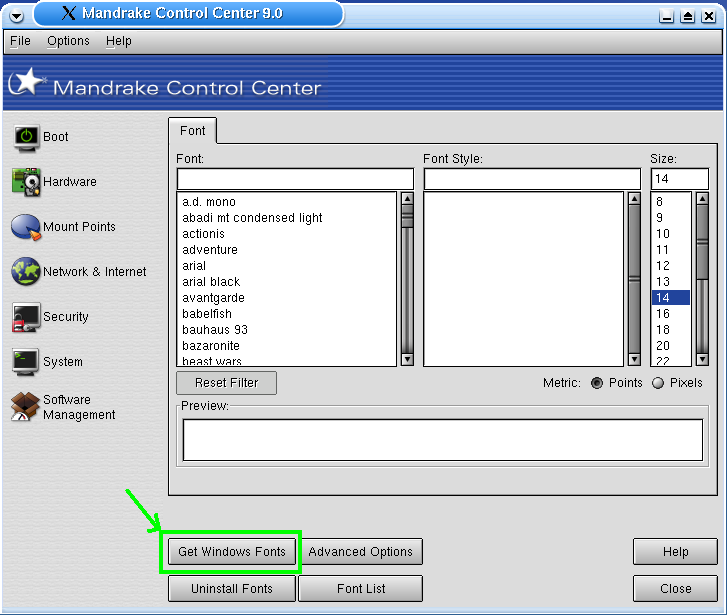 Mandrake Control Center 9.0
File Options Help
Mandrake Control Center
Boot
Hardware
Mount Points
Network & Internet
Security
System
Software
Management
Font
Font: Font Style: Size:
14
a.d. mono
abadi mt condensed light
actionis
adventure
arial
arial black
avantgarde
babelfish
bauhaus 93
bazaronite
beast wars
8
9
10
11
12
13
14
16
18
20
22
Reset Filter Metric: Points Pixels
Preview:
Get Windows Fonts Advanced Options Help
Uninstall Fonts Font List Close